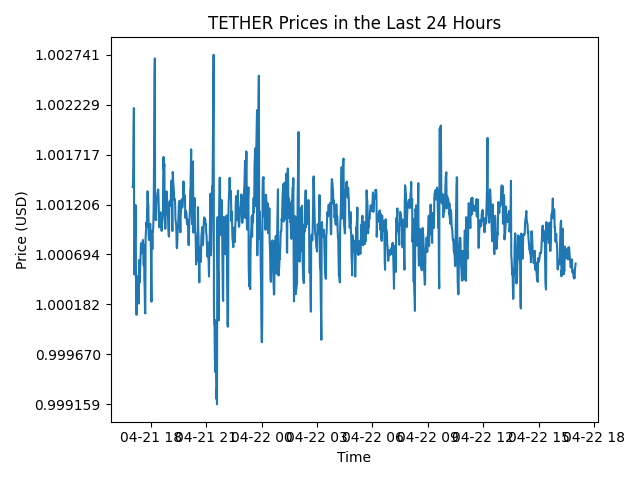 TETHER Prices in the Last 24 Hours
1.002741
1.002229
1.001717
1.001206
1.000694
1.000182
0.999670
0.999159
Price (USD)
04-21 18 04-21 21 04-22 00 04-22 03 04-22 06 04-22 09 04-22 12 04-22 15 04-22 18
Time